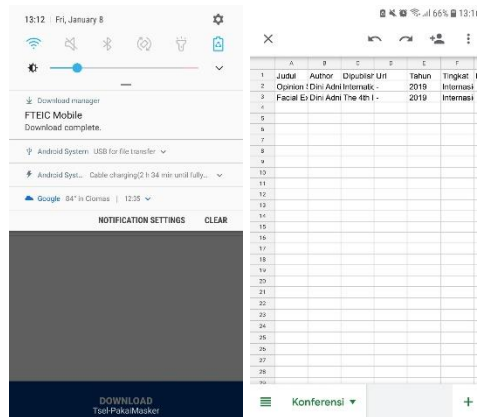 13:12 Fri, January 8
Download manager
FTEIC Mobile
Download complete.
Android System USB for file transfer
Android Syst... Cable charging(2 h 34 min until fully...
Google 84° in Ciomas | 12:35
NOTIFICATION SETTINGS CLEAR
DOWNLOAD
Tsel-PakaiMasker
66% 13:16
A B C D E F
1 Judul Author Dipublish Url Tahun Tingkat
2 Opinion Dini Adni Internatic - 2019 Internasi
3 Facial Ex Dini Adni The 4th I - 2019 Internasi
4
5
6
7
8
9
10
11
12
13
14
15
16
17
18
19
20
21
22
23
24
25
26
27
28
29
Konferensi